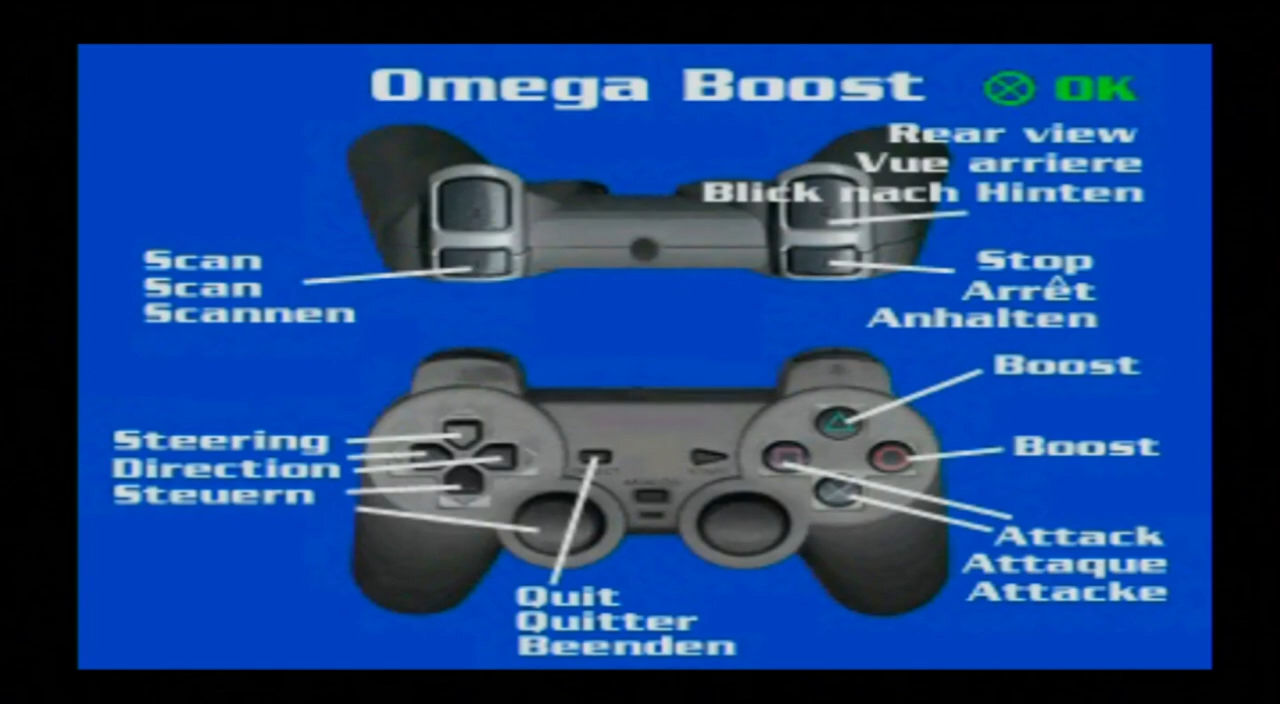 Omega Boost
OK
Rear view
Vue arriere
Blick nach Hinten
Scan
Scan
Scannen
Stop
Arrêt
Anhalten
Boost
Boost
Steering
Direction
Steuern
Attack
Attaque
Attacke
Quit
Quitter
Beenden